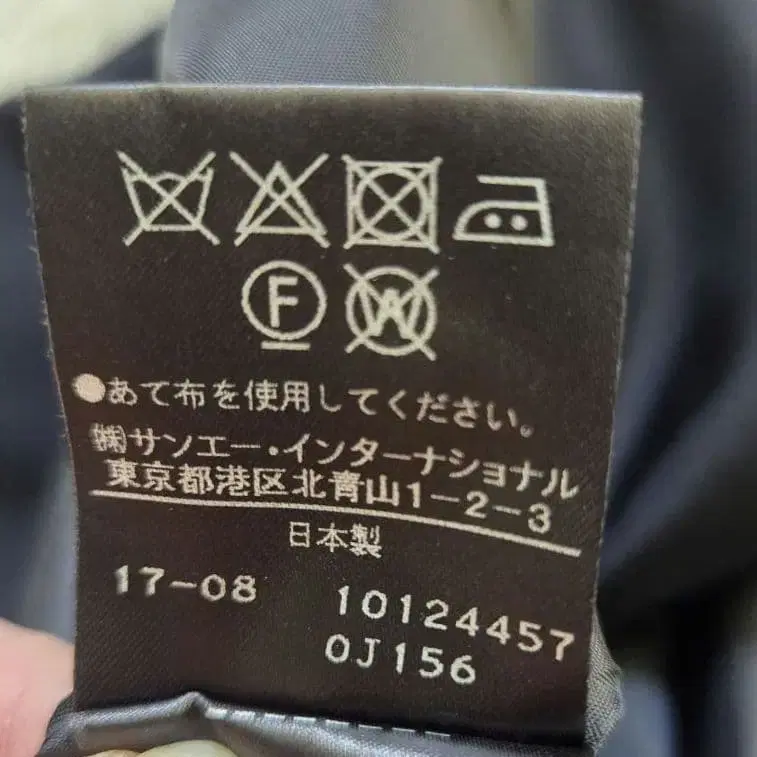 F W
●あて布を使用してください。
㈱サンエー・インターナショナル
東京都港区北青山1-2-3
日本製
17-08 10124457
0J156